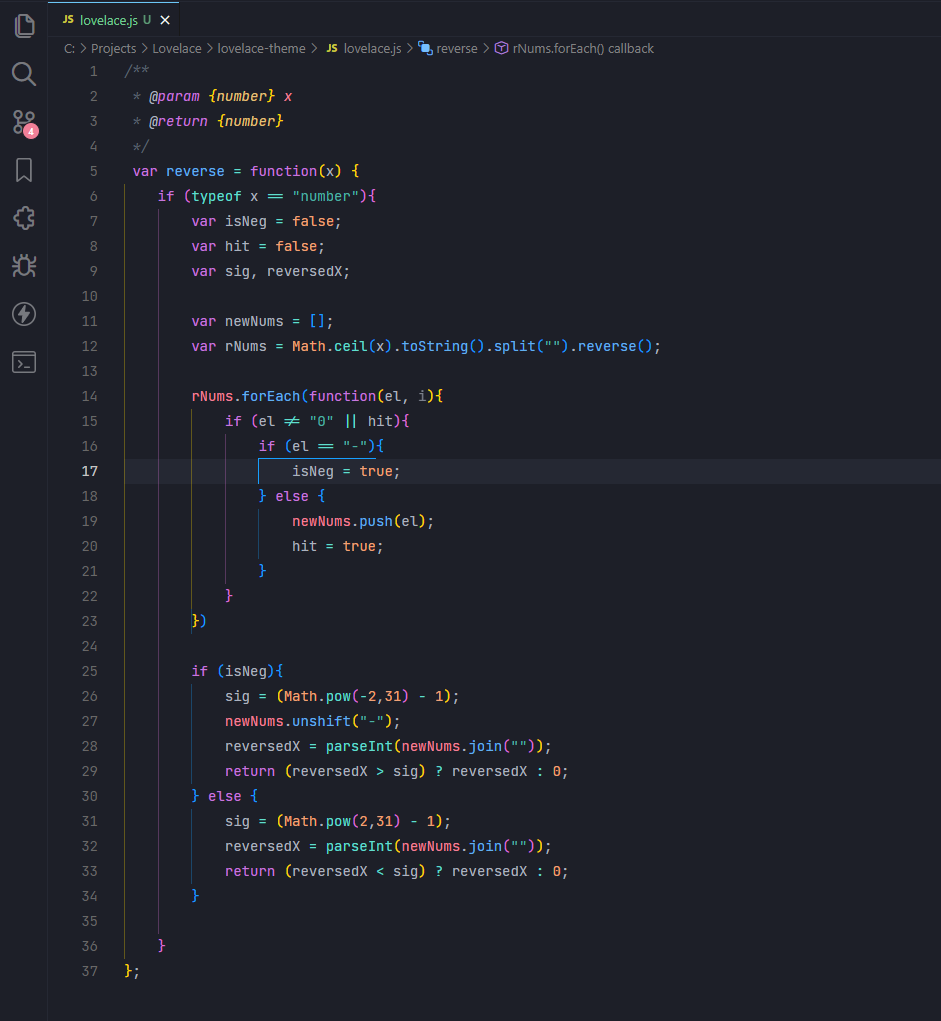 JS lovelace.js U ×
C: > Projects > Lovelace > lovelace-theme > JS lovelace.js > reverse > rNums.forEach() callback
4
1 /**
2  * @param {number} x
3  * @return {number}
4  */
5 var reverse = function(x) {
6    if (typeof x == "number"){
7        var isNeg = false;
8        var hit = false;
9        var sig, reversedX;
10
11        var newNums = [];
12        var rNums = Math.ceil(x).toString().split("").reverse();
13
14        rNums.forEach(function(el, i){
15            if (el != "0" || hit){
16                if (el == "-"){
17                    isNeg = true;
18                } else {
19                    newNums.push(el);
20                    hit = true;
21                }
22            }
23        })
24
25        if (isNeg){
26            sig = (Math.pow(-2,31) - 1);
27            newNums.unshift("-");
28            reversedX = parseInt(newNums.join(""));
29            return (reversedX > sig) ? reversedX : 0;
30        } else {
31            sig = (Math.pow(2,31) - 1);
32            reversedX = parseInt(newNums.join(""));
33            return (reversedX < sig) ? reversedX : 0;
34        }
35
36    }
37 };